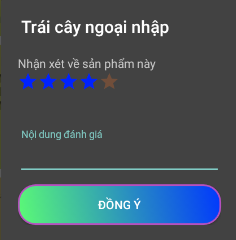 Trái cây ngoại nhập
Nhận xét về sản phẩm này
Nội dung đánh giá
ĐỒNG Ý